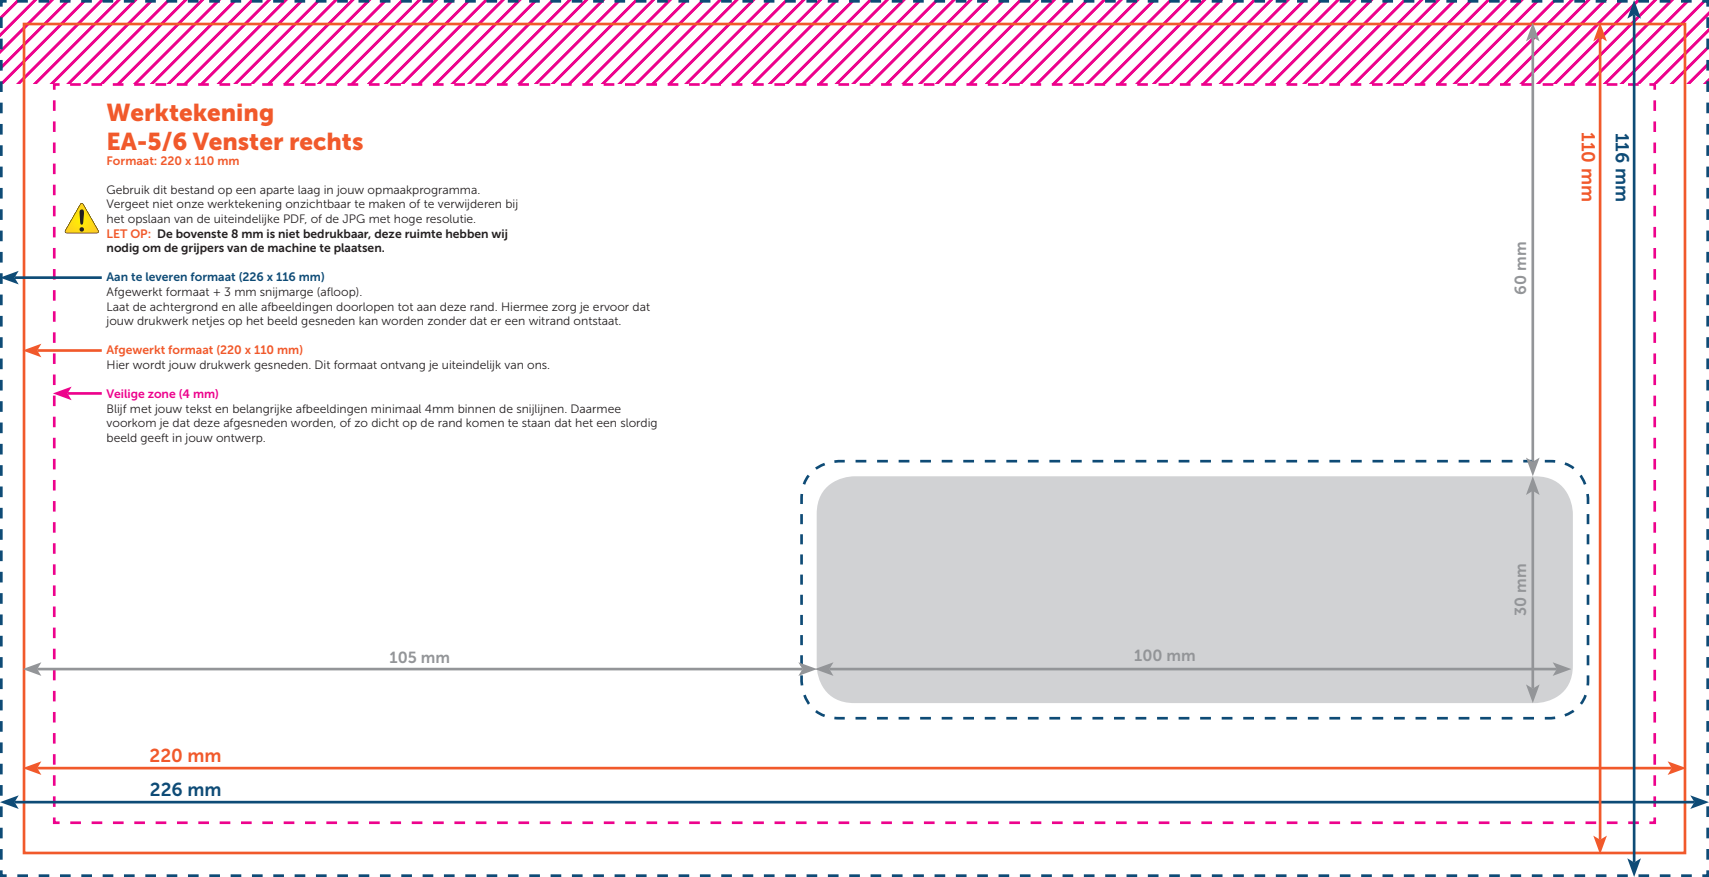 Werktekening
EA-5/6 Venster rechts
Formaat: 220 x 110 mm
Gebruik dit bestand op een aparte laag in jouw opmaakprogramma.
Vergeet niet onze werktekening onzichtbaar te maken of te verwijderen bij
het opslaan van de uiteindelijke PDF, of de JPG met hoge resolutie.
LET OP: De bovenste 8 mm is niet bedrukbaar, deze ruimte hebben wij
nodig om de grijpers van de machine te plaatsen.
Aan te leveren formaat (226 x 116 mm)
Afgewerkt formaat + 3 mm snijmarge (afloop).
Laat de achtergrond en alle afbeeldingen doorlopen tot aan deze rand. Hiermee zorg je ervoor dat
jouw drukwerk netjes op het beeld gesneden kan worden zonder dat er een witrand ontstaat.
Afgewerkt formaat (220 x 110 mm)
Hier wordt jouw drukwerk gesneden. Dit formaat ontvang je uiteindelijk van ons.
Veilige zone (4 mm)
Blijf met jouw tekst en belangrijke afbeeldingen minimaal 4mm binnen de snijlijnen. Daarmee
voorkom je dat deze afgesneden worden, of zo dicht op de rand komen te staan dat het een slordig
beeld geeft in jouw ontwerp.
110 mm
116 mm
60 mm
30 mm
105 mm
100 mm
220 mm
226 mm